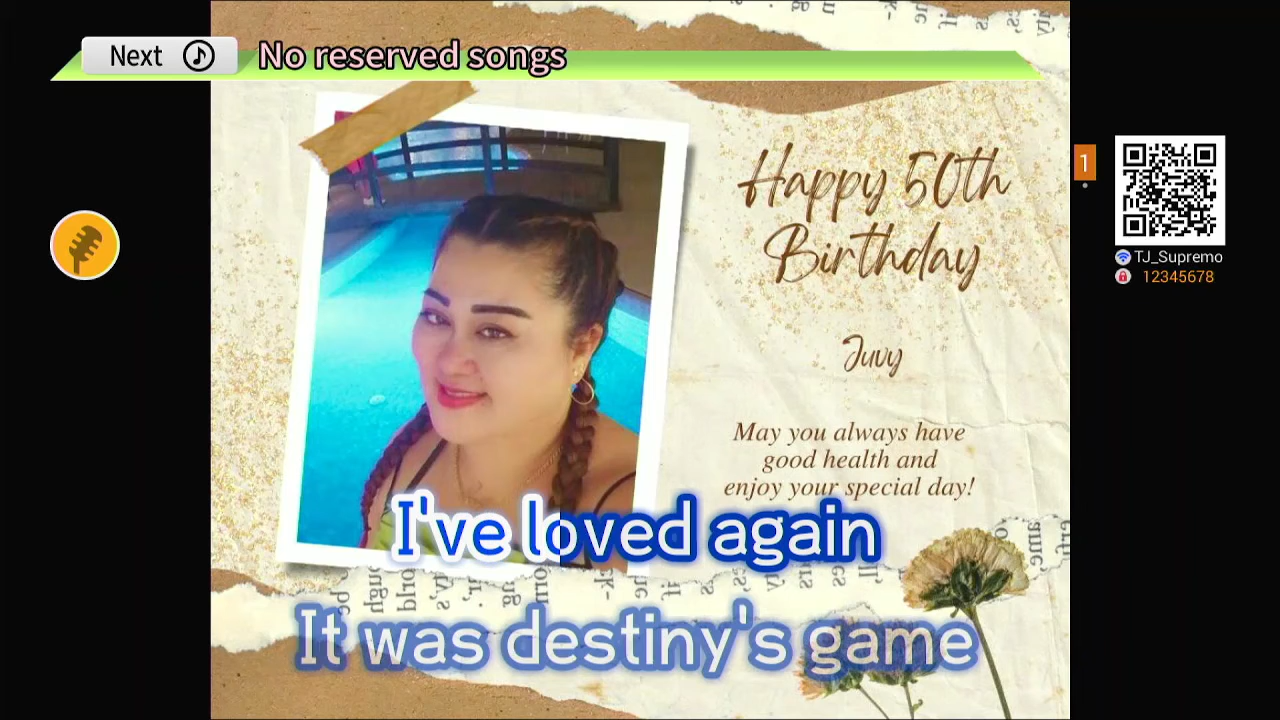 Next
No reserved songs
Happy 50th
Birthday
Juvy
May you always have
good health and
enjoy your special day!
1
TJ_Supremo
12345678
I've loved again
It was destiny's game